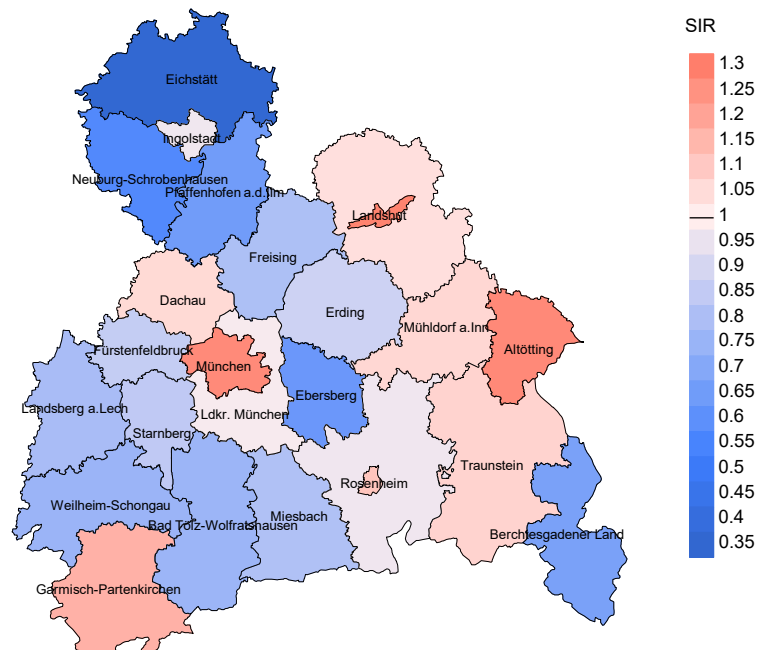 SIR
1.3
1.25
1.2
1.15
1.1
1.05
1
0.95
0.9
0.85
0.8
0.75
0.7
0.65
0.6
0.55
0.5
0.45
0.4
0.35
Eichstätt
Ingolstadt
Neuburg-Schrobenhausen
Pfaffenhofen a.d.Ilm
Landshut
Freising
Dachau
Erding
Mühldorf a.Inn
Fürstenfeldbruck
Altötting
München
Ebersberg
Landsberg a.Lech
Ldkr. München
Starnberg
Traunstein
Rosenheim
Weilheim-Schongau
Miesbach
Bad Tölz-Wolfratshausen
Berchtesgadener Land
Garmisch-Partenkirchen